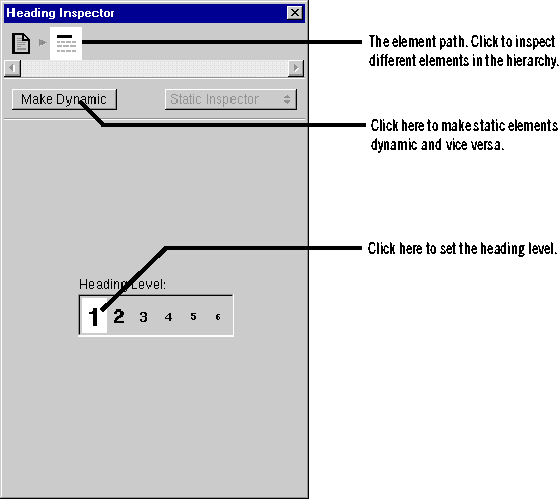 Heading Inspector
The element path. Click to inspect
different elements in the hierarchy.
Make Dynamic
Static Inspector
Click here to make static elements
dynamic and vice versa.
Click here to set the heading level.
Heading Level:
1 2 3 4 5 6